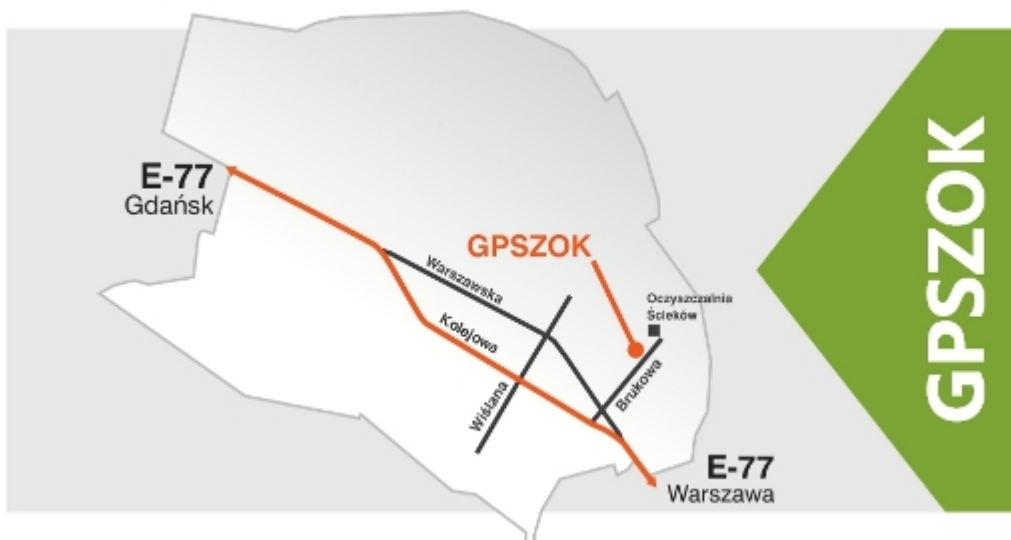 E-77
Gdańsk
Warszawska
GPSZOK
Oczyszczalnia
Ścieków
Kolejowa
Wiślana
Brukowa
E-77
Warszawa
GPSZOK